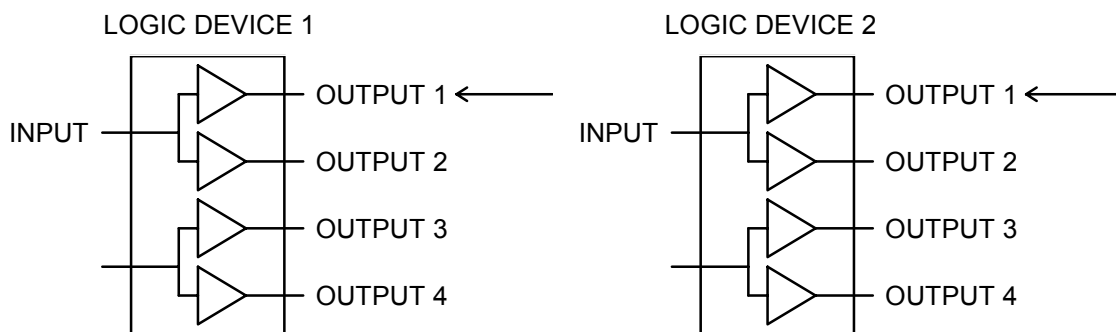 LOGIC DEVICE 1
INPUT
OUTPUT 1
OUTPUT 2
OUTPUT 3
OUTPUT 4
LOGIC DEVICE 2
INPUT
OUTPUT 1
OUTPUT 2
OUTPUT 3
OUTPUT 4